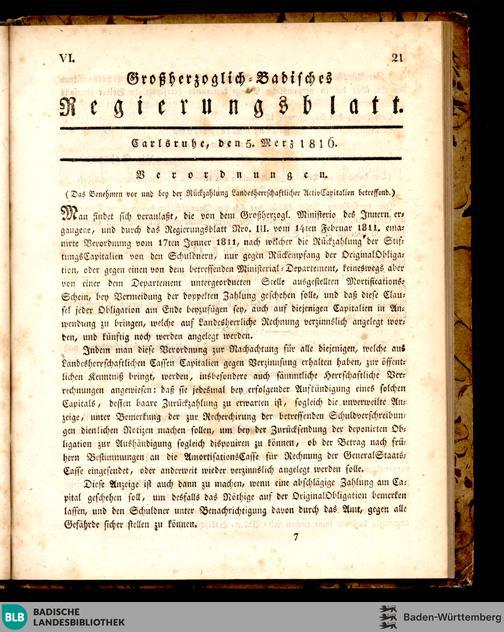 VI.
21
Großherzoglich-Badisches
Regierungsblatt.
Carlsruhe, den 5. Merz 1816.
Verordnungen.
(Das Benehmen vor und bey der Rückzahlung Landesherrschaftlicher ActivCapitalien betreffend.)
Man findet sich veranlaßt, die von dem Großherzogl. Ministerio des Innern er-
gangene, und durch das Regierungsblatt Nro. III. vom 14ten Februar 1811. ema-
nirte Verordnung vom 17ten Jenner 1811, nach welcher die Rückzahlung der Stif-
tungsCapitalien von den Schuldnern, nur gegen Rückempfang der OriginalObliga-
tion, oder gegen einen von dem betreffenden Ministerial-Departement, keineswegs aber
von einer dem Departement untergeordneten Stelle ausgestellten Mortifications-
Schein, bey Vermeidung der doppelten Zahlung geschehen solle, und daß diese Clau-
sel jeder Obligation am Ende beyzufügen sey, auch auf diejenigen Capitalien in An-
wendung zu bringen, welche auf Landesherrliche Rechnung verzinnslich angelegt wor-
den, und künftig noch werden angelegt werden.
Indem man diese Verordnung zur Nachachtung für alle diejenigen, welche aus
Landesherrschaftlichen Cassen Capitalien gegen Verzinnsung erhalten haben, zur öffent-
lichen Kenntniß bringt, werden, insbesondere auch sämmtliche Herrschaftliche Ver-
rechnungen angewiesen: daß sie jedesmal bey erfolgender Aufkündigung eines solchen
Capitals, dessen baare Zurückzahlung zu erwarten ist, sogleich die unverweilte An-
zeige, unter Bemerkung der zur Recherchirung der betreffenden Schuldverschreibun-
gen dienlichen Notizen machen sollen, um bey der Zurücksendung der deponirten Ob-
ligation zur Aushändigung sogleich disponiren zu können, ob der Betrag nach frü-
hern Bestimmungen an die AmortisationsCasse für Rechnung der GeneralStaats-
Casse eingesendet, oder anderweit wieder verzinnslich angelegt werden solle.
Diese Anzeige ist auch dann zu machen, wenn eine abschlägige Zahlung am Ca-
pital geschehen soll, um desfalls das Nöthige auf der OriginalObligation bemerken
lassen, und den Schuldner unter Benachrichtigung davon durch das Amt, gegen alle
Gefährde sicher stellen zu können.
7
BLB BADISCHE
LANDESBIBLIOTHEK
Baden-Württemberg